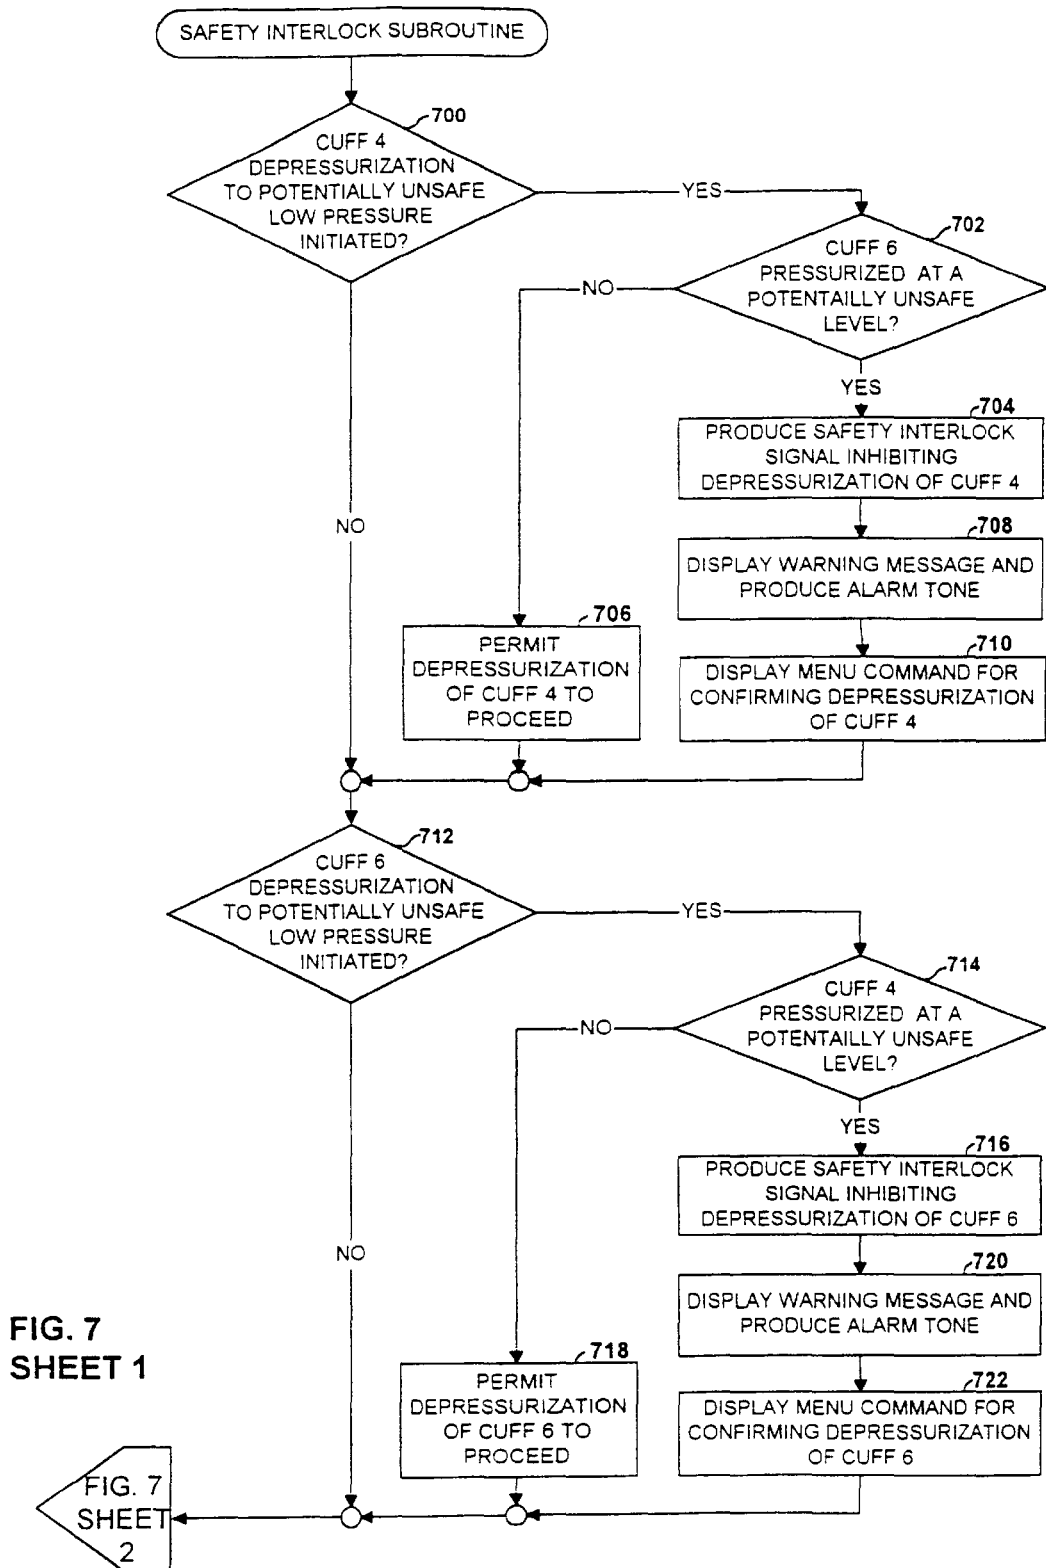 SAFETY INTERLOCK SUBROUTINE
700
CUFF 4
DEPRESSURIZATION
TO POTENTIALLY UNSAFE
LOW PRESSURE
INITIATED?
YES
702
CUFF 6
PRESSURIZED AT A
POTENTAILLY UNSAFE
LEVEL?
NO
YES
704
PRODUCE SAFETY INTERLOCK
SIGNAL INHIBITING
DEPRESSURIZATION OF CUFF 4
NO
708
DISPLAY WARNING MESSAGE AND
PRODUCE ALARM TONE
706
PERMIT
DEPRESSURIZATION
OF CUFF 4 TO
PROCEED
710
DISPLAY MENU COMMAND FOR
CONFIRMING DEPRESSURIZATION
OF CUFF 4
712
CUFF 6
DEPRESSURIZATION
TO POTENTIALLY UNSAFE
LOW PRESSURE
INITIATED?
YES
714
CUFF 4
PRESSURIZED AT A
POTENTAILLY UNSAFE
LEVEL?
NO
YES
716
PRODUCE SAFETY INTERLOCK
SIGNAL INHIBITING
DEPRESSURIZATION OF CUFF 6
NO
720
DISPLAY WARNING MESSAGE AND
PRODUCE ALARM TONE
FIG. 7
SHEET 1
718
PERMIT
DEPRESSURIZATION
OF CUFF 6 TO
PROCEED
722
DISPLAY MENU COMMAND FOR
CONFIRMING DEPRESSURIZATION
OF CUFF 6
FIG. 7
SHEET
2